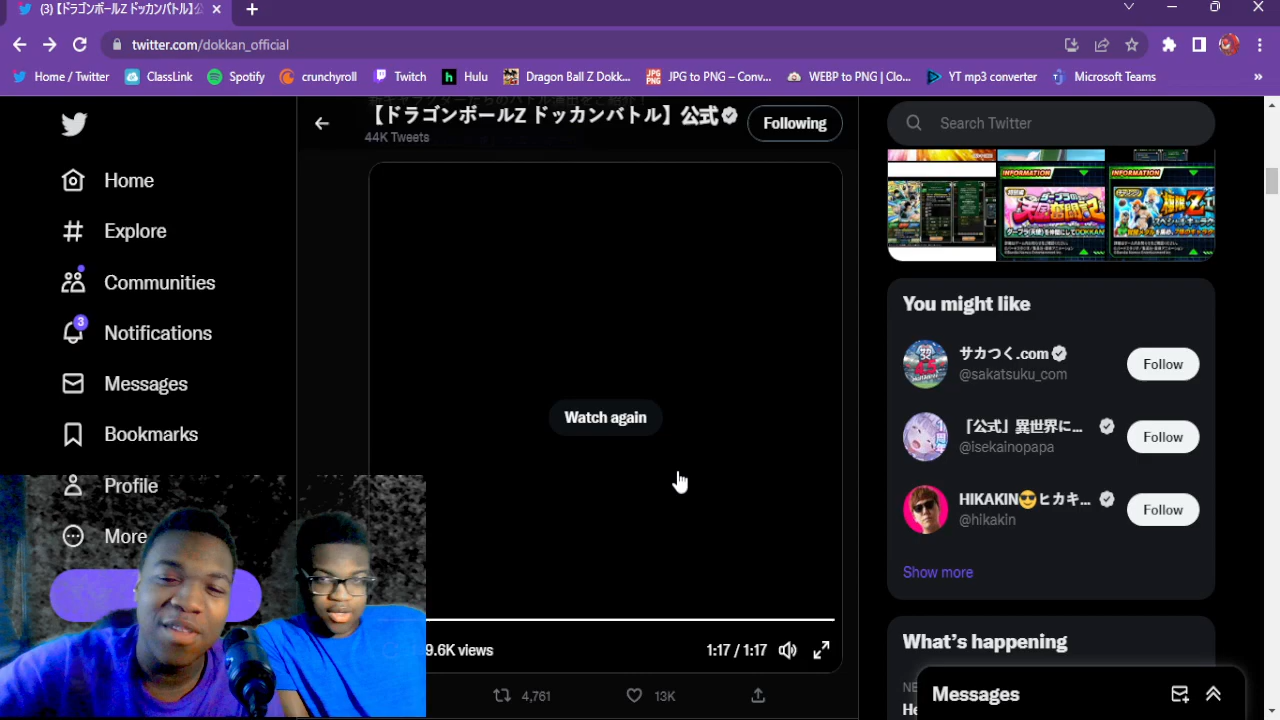 (3)【ドラゴンボールZ ドッカンバトル】公
twitter.com/dokkan_official
Home / Twitter
ClassLink
Spotify
crunchyroll
Twitch
Hulu
Dragon Ball Z Dokk...
JPG to PNG – Conv...
WEBP to PNG | Clo...
YT mp3 converter
Microsoft Teams
»
【ドラゴンボールZ ドッカンバトル】公式
44K Tweets
Following
Search Twitter
Home
Explore
Communities
3
Notifications
Messages
Bookmarks
Profile
More
Watch again
9.6K views
1:17 / 1:17
4,761
13K
INFORMATION
INFORMATION
You might like
サカつく.com
@sakatsuku_com
Follow
「公式」異世界に...
@isekainopapa
Follow
HIKAKIN😎ヒカキ...
@hikakin
Follow
Show more
What's happening
Messages